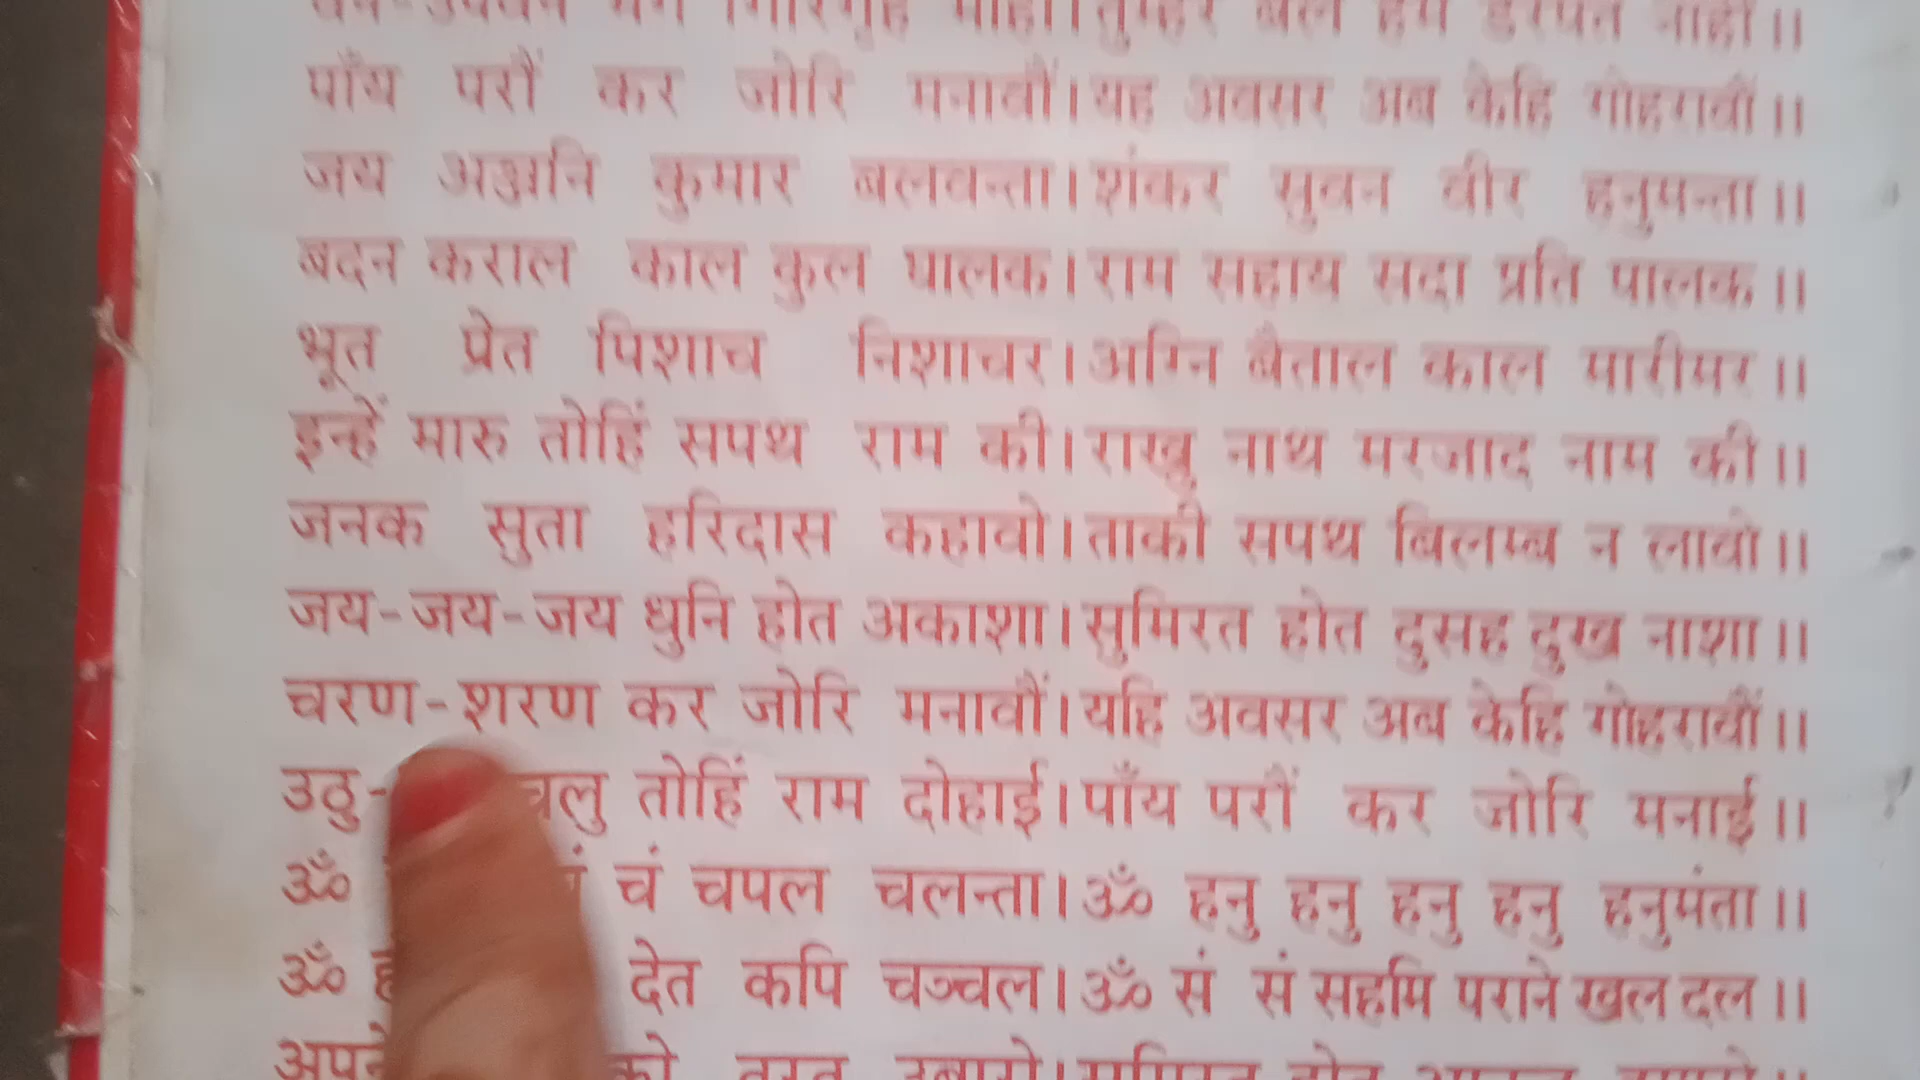 पाँय परौं कर जोरि मनावौं। यह अवसर अब केहि गोहरावौं।।
जय अञ्जनि कुमार बलवन्ता। शंकर सुवन वीर हनुमन्ता।।
बदन कराल काल कुल घालक। राम सहाय सदा प्रति पालक।।
भूत प्रेत पिशाच निशाचर। अग्नि बैताल काल मारीमर।।
इन्हें मारु तोहिं सपथ राम की। राखु नाथ मरजाद नाम की।।
जनक सुता हरिदास कहावो। ताकी सपथ बिलम्ब न लावो।।
जय-जय-जय धुनि होत अकाशा। सुमिरत होत दुसह दुख नाशा।।
चरण-शरण कर जोरि मनावौं। यहि अवसर अब केहि गोहरावौं।।
उठु- चलु तोहिं राम दोहाई। पाँय परौं कर जोरि मनाई।।
ॐ चं चपल चलन्ता। ॐ हनु हनु हनु हनु हनुमंता।।
ॐ देत कपि चञ्चल। ॐ सं सं सहमि पराने खल दल।।